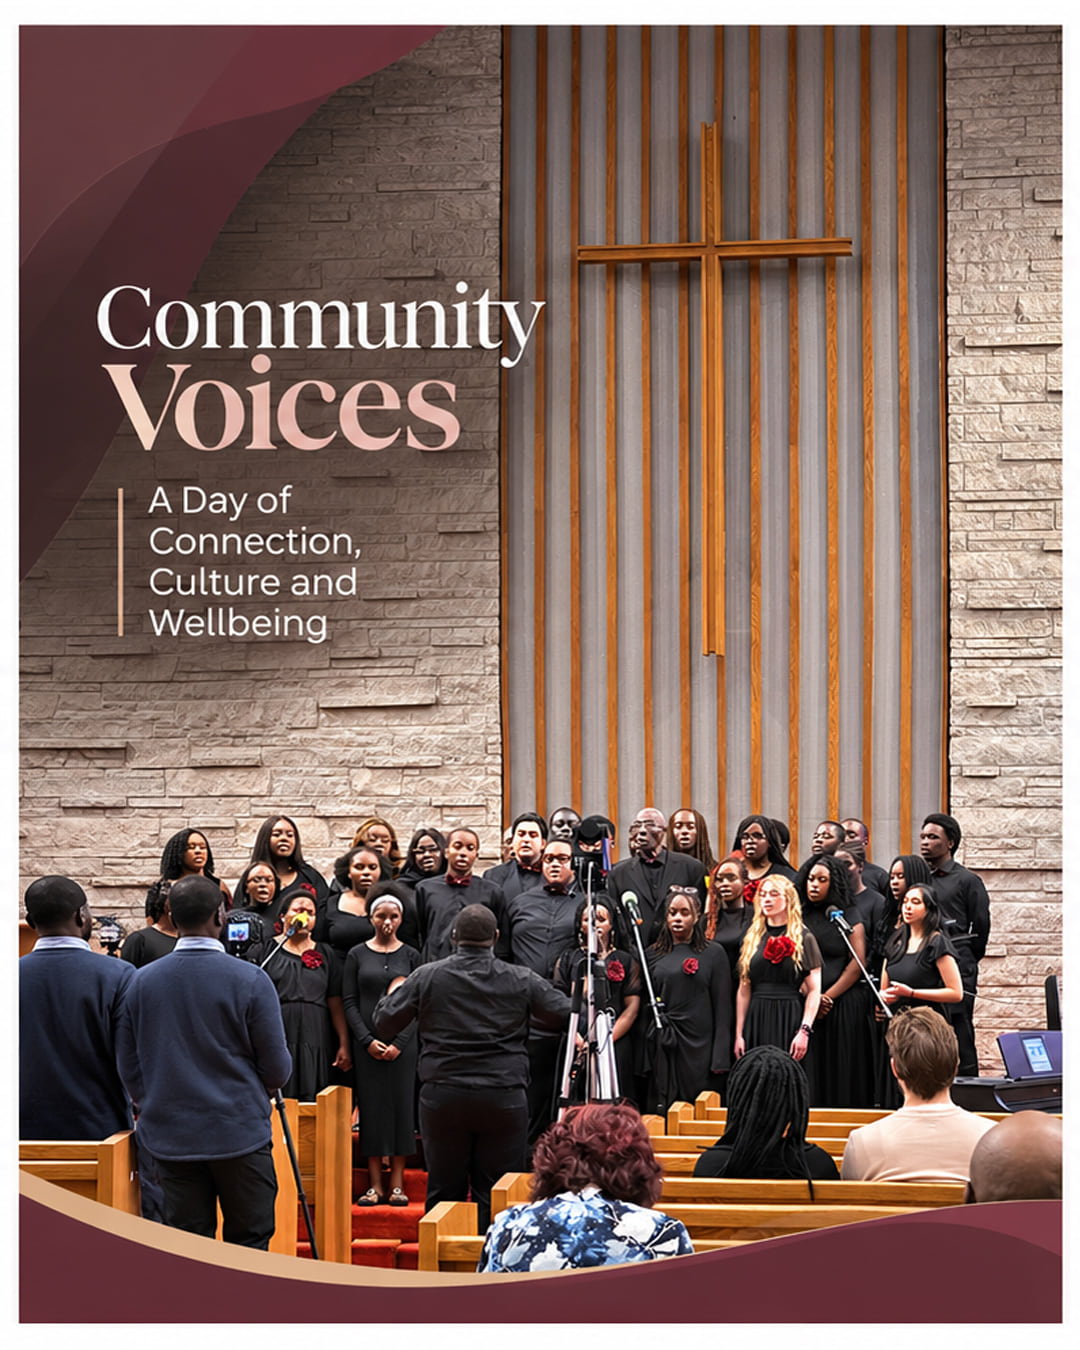 Community
Voices
A Day of
Connection,
Culture and
Wellbeing